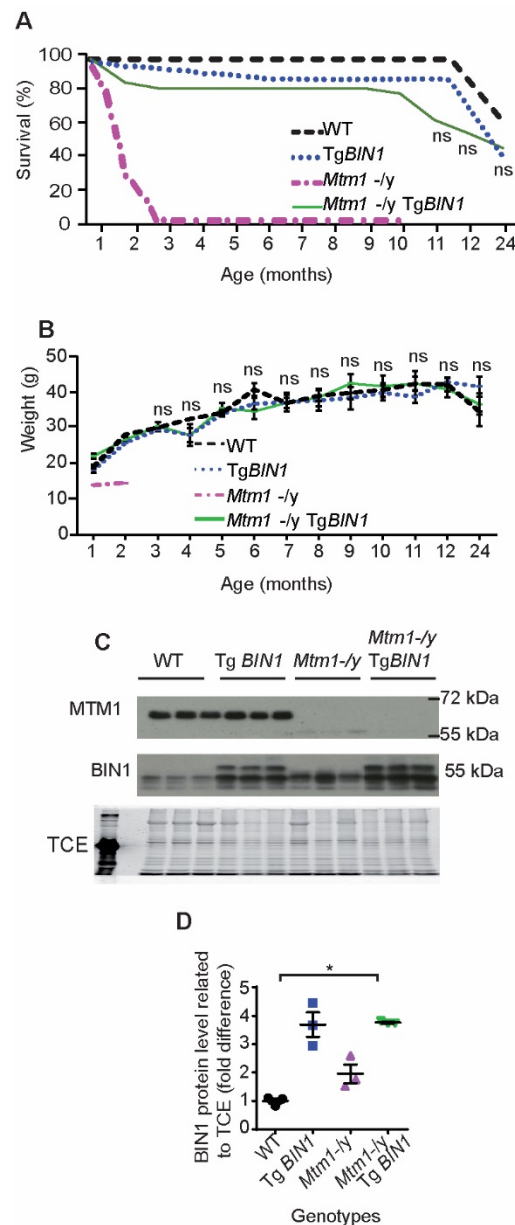 A
Survival (%)
100
80
60
40
20
0
WT
TgBIN1
Mtm1 -/y
Mtm1 -/y TgBIN1
ns
ns
ns
1 2 3 4 5 6 7 8 9 10 11 12 24
Age (months)
B
Weight (g)
50
40
30
20
10
0
ns ns ns ns ns ns ns ns ns ns ns
WT
TgBIN1
Mtm1 -/y
Mtm1 -/y TgBIN1
1 2 3 4 5 6 7 8 9 10 11 12 24
Age (months)
C
WT
Tg BIN1
Mtm1-/y
Mtm1-/y
TgBIN1
MTM1
72 kDa
55 kDa
BIN1
55 kDa
TCE
D
BIN1 protein level related
to TCE (fold difference)
5
4
3
2
1
0
*
WT
Tg BIN1
Mtm1-/y
Mtm1-/y
Tg BIN1
Genotypes